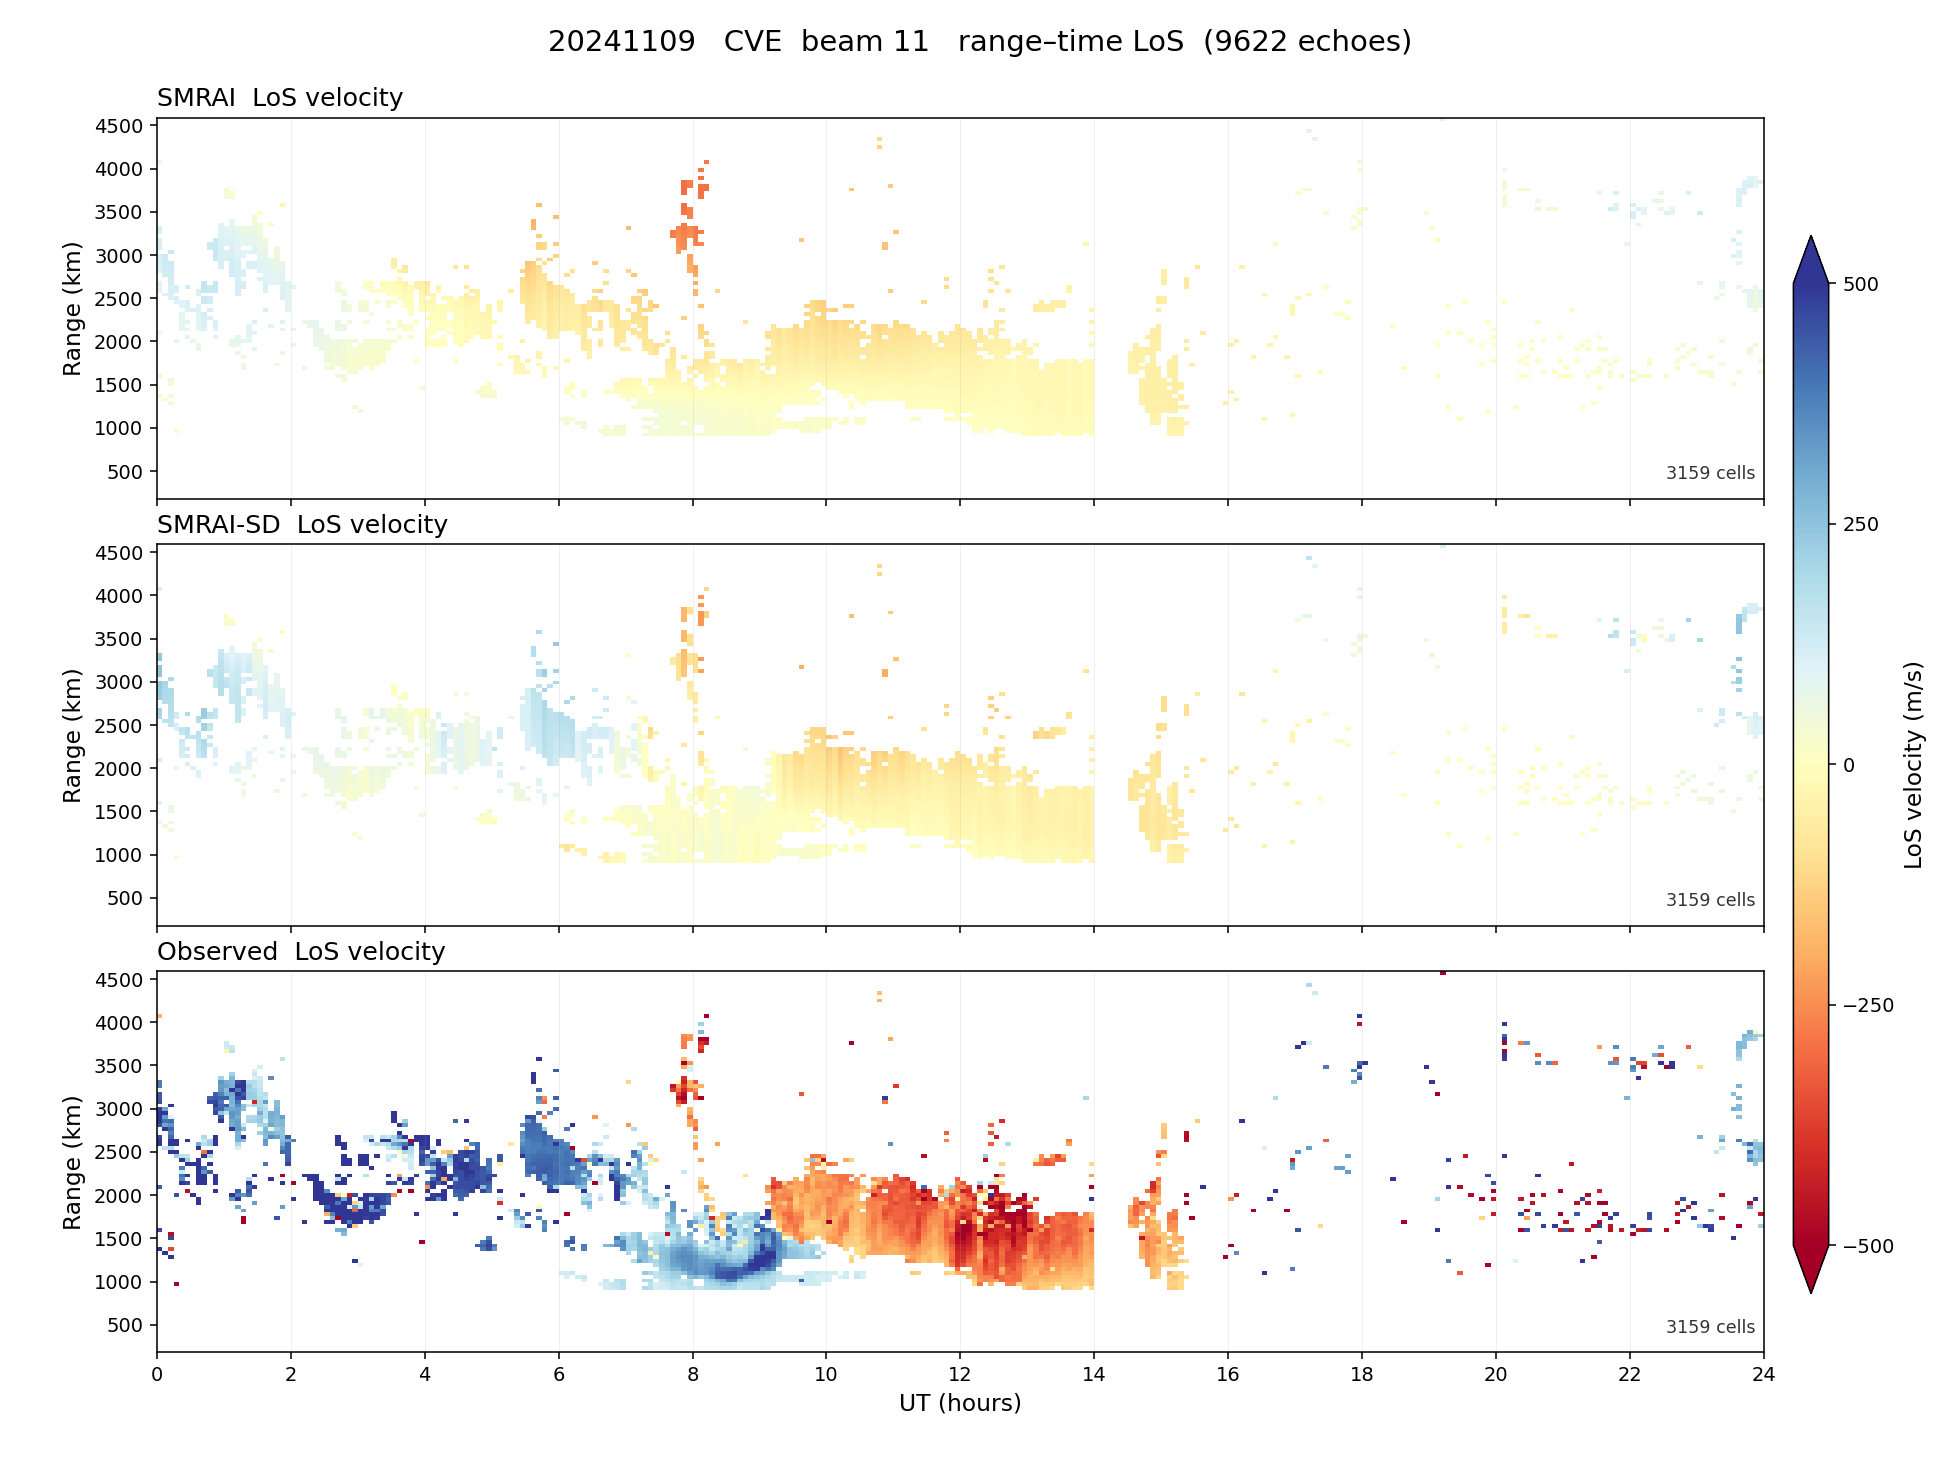 20241109   CVE  beam 11   range–time LoS  (9622 echoes)
SMRAI  LoS velocity
4500
4000
3500
3000
2500
2000
1500
1000
500
Range (km)
3159 cells
SMRAI-SD  LoS velocity
4500
4000
3500
3000
2500
2000
1500
1000
500
Range (km)
3159 cells
Observed  LoS velocity
4500
4000
3500
3000
2500
2000
1500
1000
500
Range (km)
3159 cells
0 2 4 6 8 10 12 14 16 18 20 22 24
UT (hours)
500
250
0
−250
−500
LoS velocity (m/s)